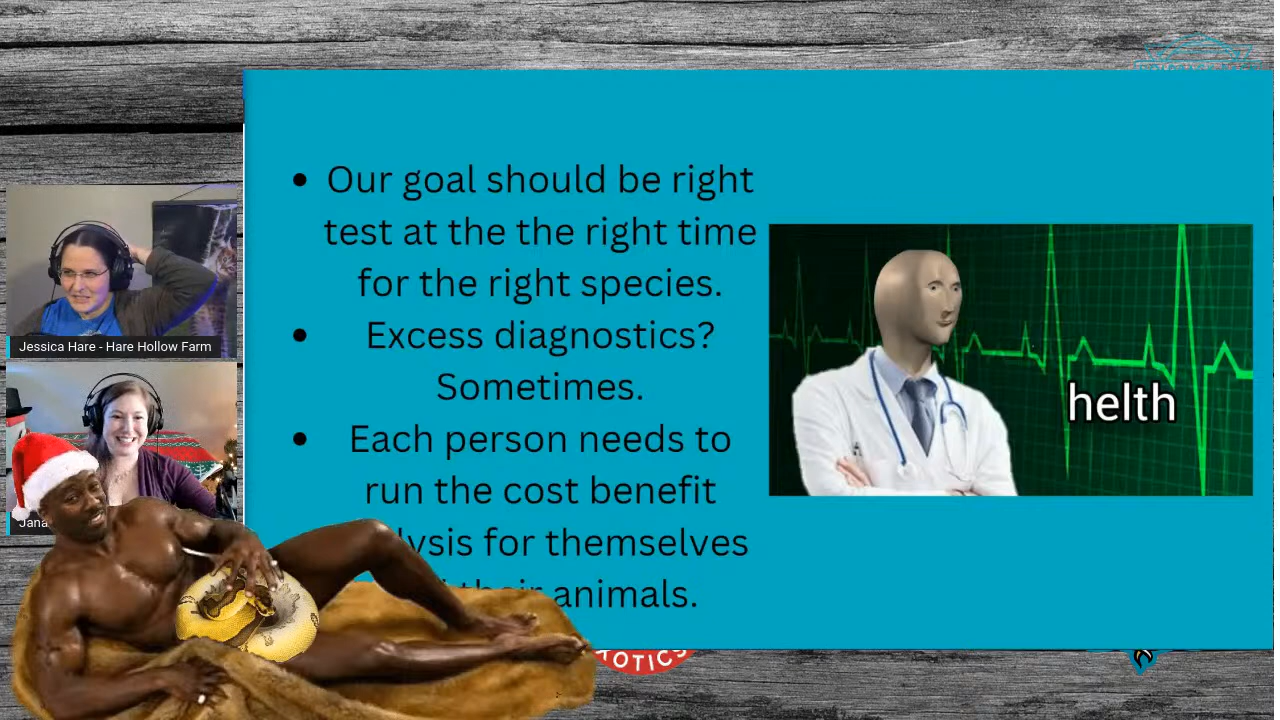 Our goal should be right
test at the the right time
for the right species.
Excess diagnostics?
Sometimes.
Each person needs to
run the cost benefit
lysis for themselves
their animals.
helth
Jessica Hare - Hare Hollow Farm
Jana
OTICS